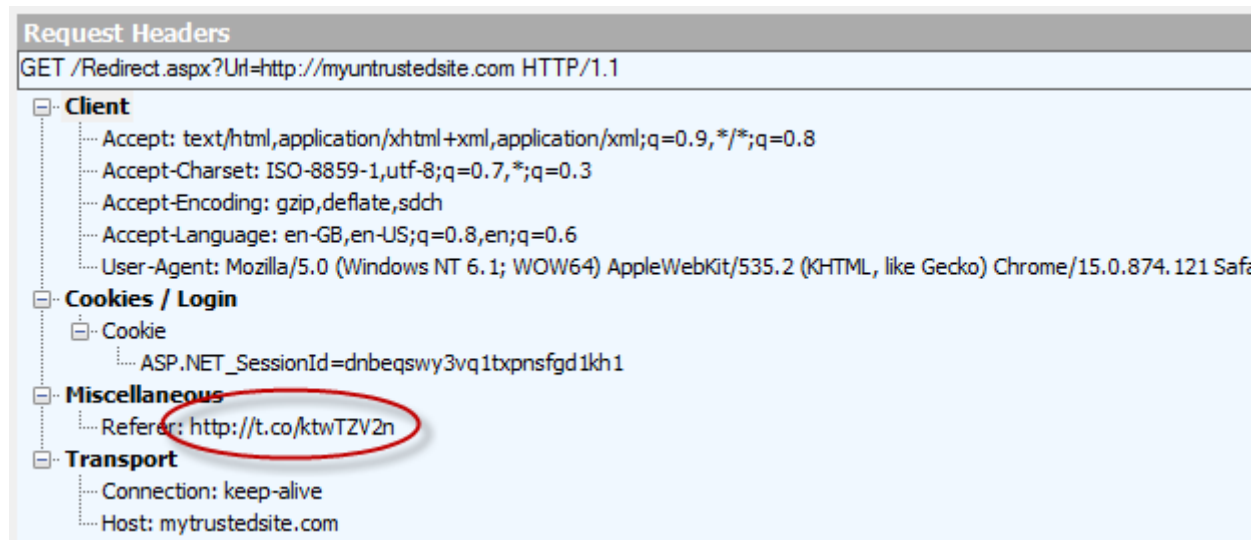 Request Headers
GET /Redirect.aspx?Url=http://myuntrustedsite.com HTTP/1.1
Client
Accept: text/html,application/xhtml+xml,application/xml;q=0.9,*/*;q=0.8
Accept-Charset: ISO-8859-1,utf-8;q=0.7,*;q=0.3
Accept-Encoding: gzip,deflate,sdch
Accept-Language: en-GB,en-US;q=0.8,en;q=0.6
User-Agent: Mozilla/5.0 (Windows NT 6.1; WOW64) AppleWebKit/535.2 (KHTML, like Gecko) Chrome/15.0.874.121 Safa
Cookies / Login
Cookie
ASP.NET_SessionId=dnbeqswy3vq1txpnsfgd1kh1
Miscellaneous
Referer: http://t.co/ktwTZV2n
Transport
Connection: keep-alive
Host: mytrustedsite.com